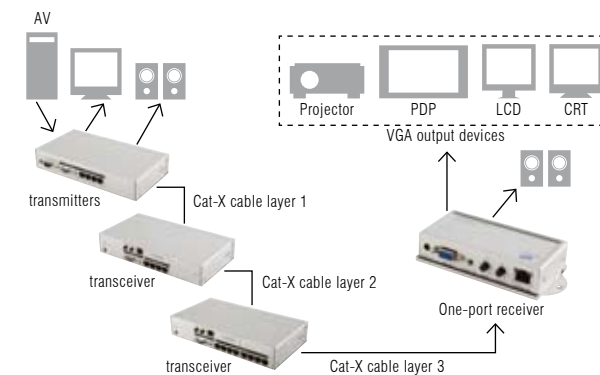 AV
Projector
PDP
LCD
CRT
VGA output devices
transmitters
Cat-X cable layer 1
transceiver
Cat-X cable layer 2
One-port receiver
transceiver
Cat-X cable layer 3